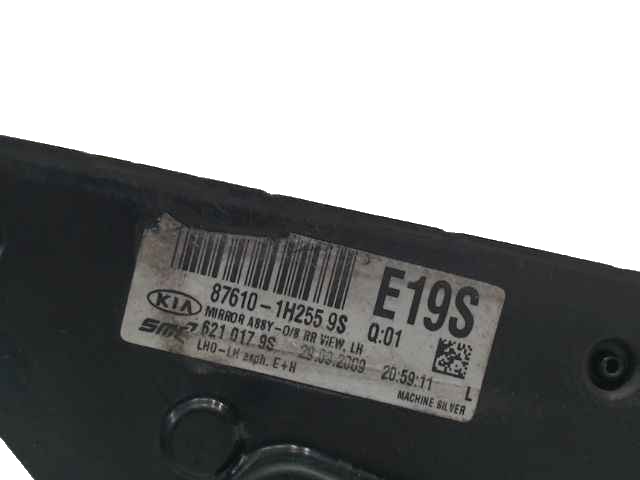 E19S
87610-1H255 9S Q:01
KIA MIRROR ASSY-O/S RR VIEW, LH
SMR 621 017 9S 29.09.2009 20:59:11 L
LHD-LH asph. E+H
MACHINE SILVER